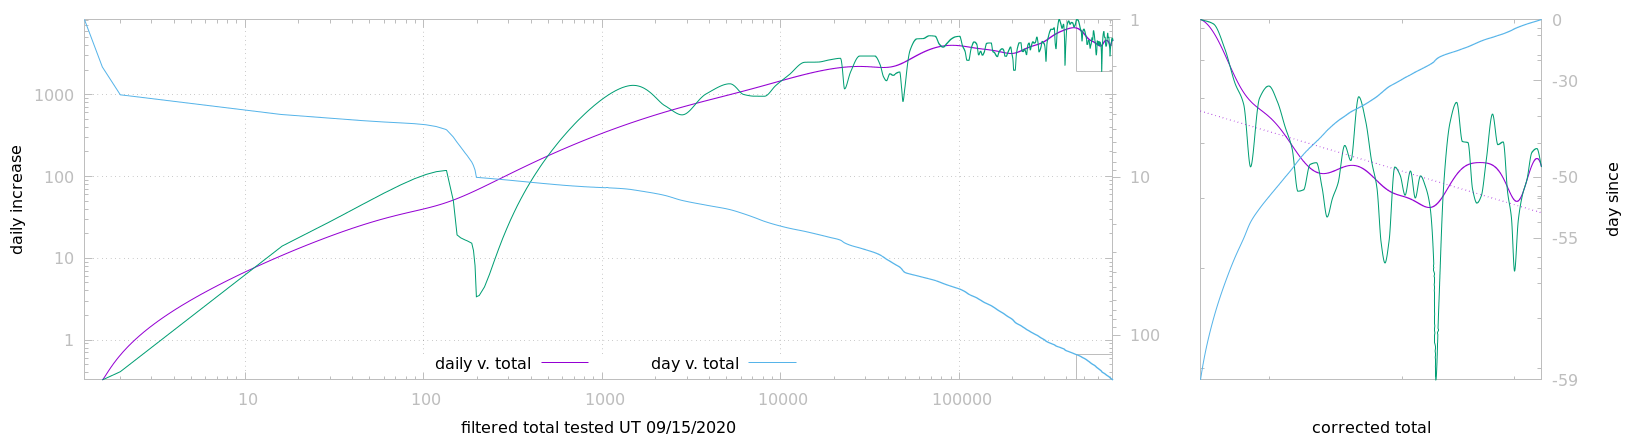 daily increase
1000
100
10
1
1
10
100
daily v. total
day v. total
10
100
1000
10000
100000
filtered total tested UT 09/15/2020
0
-30
-50
-55
-59
day since
corrected total